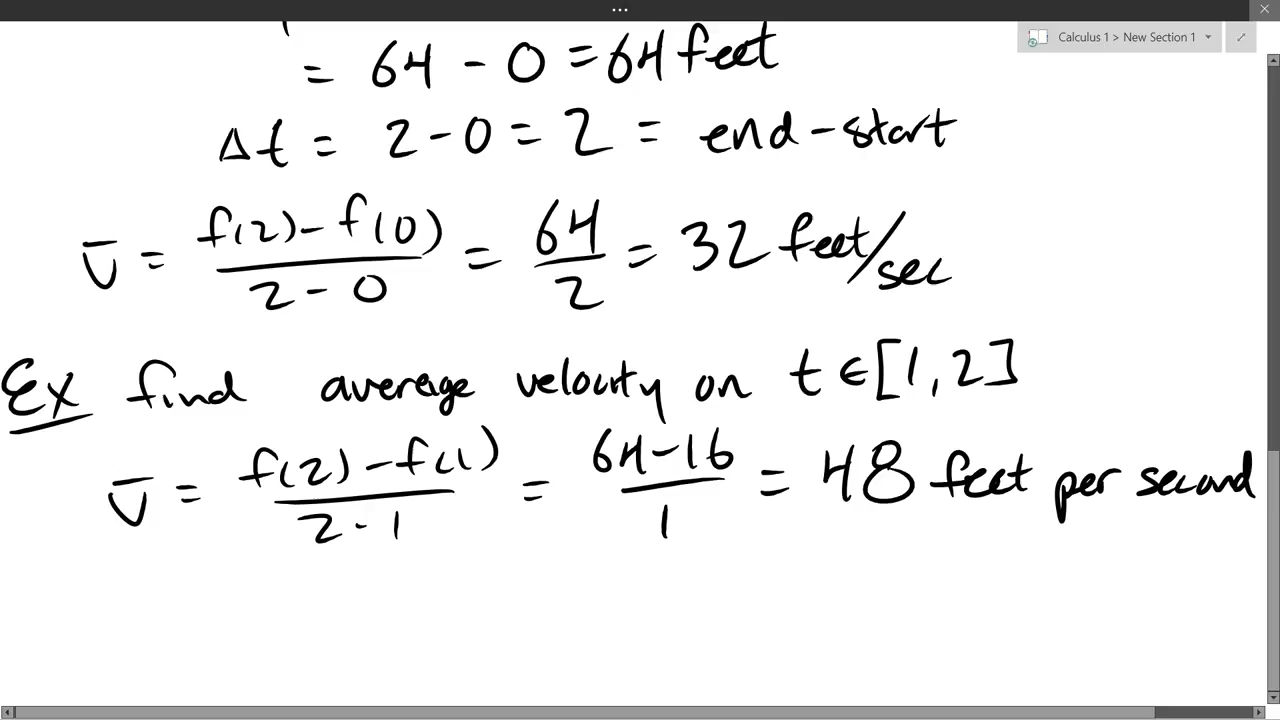 Calculus 1 > New Section 1
= 64 - 0 = 64 feet
Δt = 2 - 0 = 2 = end - start
v̅ = f(2) - f(0) / 2 - 0 = 64 / 2 = 32 feet/sec
Ex find average velocity on t ∈ [1, 2]
v̅ = f(2) - f(1) / 2 - 1 = 64 - 16 / 1 = 48 feet per second